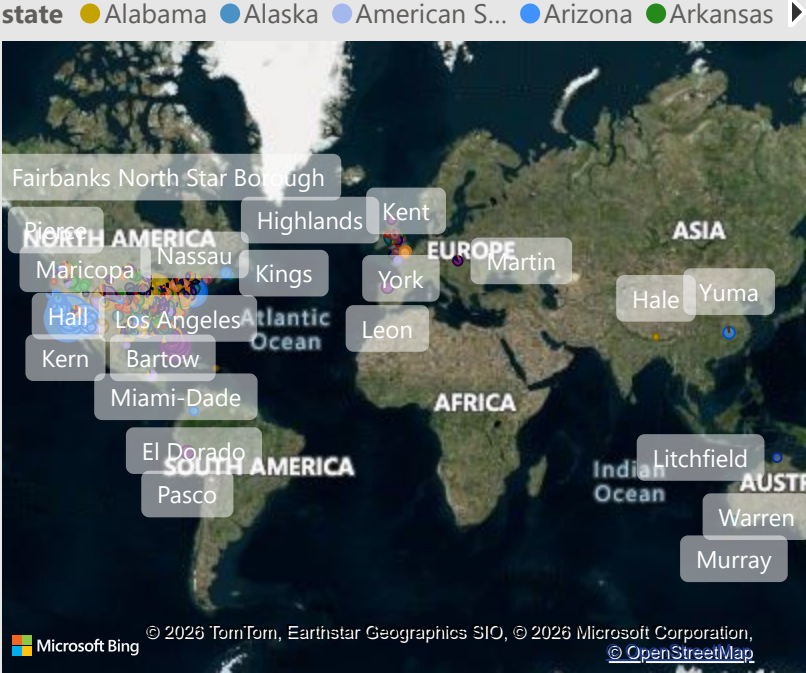 state Alabama Alaska American S... Arizona Arkansas
Fairbanks North Star Borough
Highlands
Kent
Pierce
NORTH AMERICA
ASIA
Nassau
EUROPE
Martin
Maricopa
Kings
York
Hale
Yuma
Hall
Los Angeles
Atlantic
Ocean
Leon
Kern
Bartow
Miami-Dade
AFRICA
El Dorado
SOUTH AMERICA
Litchfield
Indian
Ocean
AUST
Pasco
Warren
Murray
Microsoft Bing
© 2026 TomTom, Earthstar Geographics SIO, © 2026 Microsoft Corporation,
© OpenStreetMap